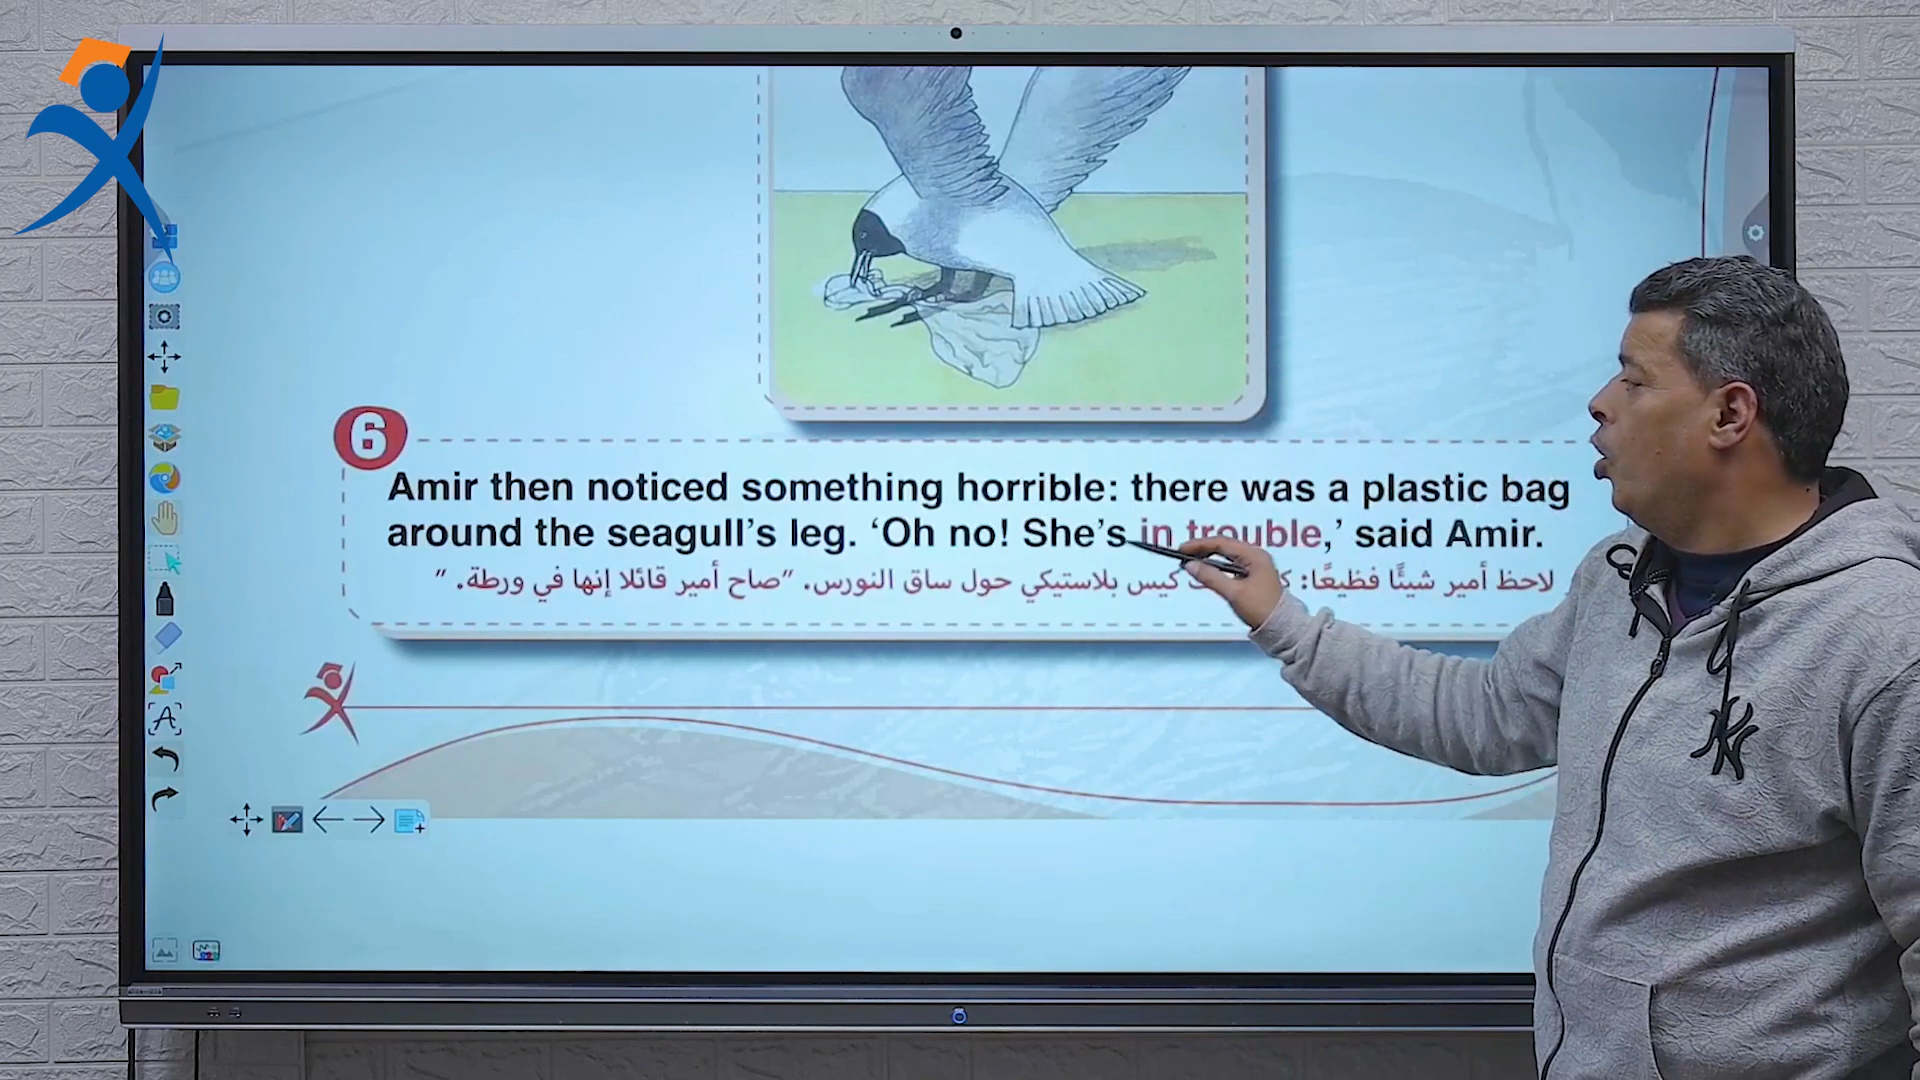 6
Amir then noticed something horrible: there was a plastic bag
around the seagull's leg. 'Oh no! She's in trouble,' said Amir.
لاحظ أمير شيئًا فظيعًا: كيس بلاستيكي حول ساق النورس. "صاح أمير قائلا إنها في ورطة. "